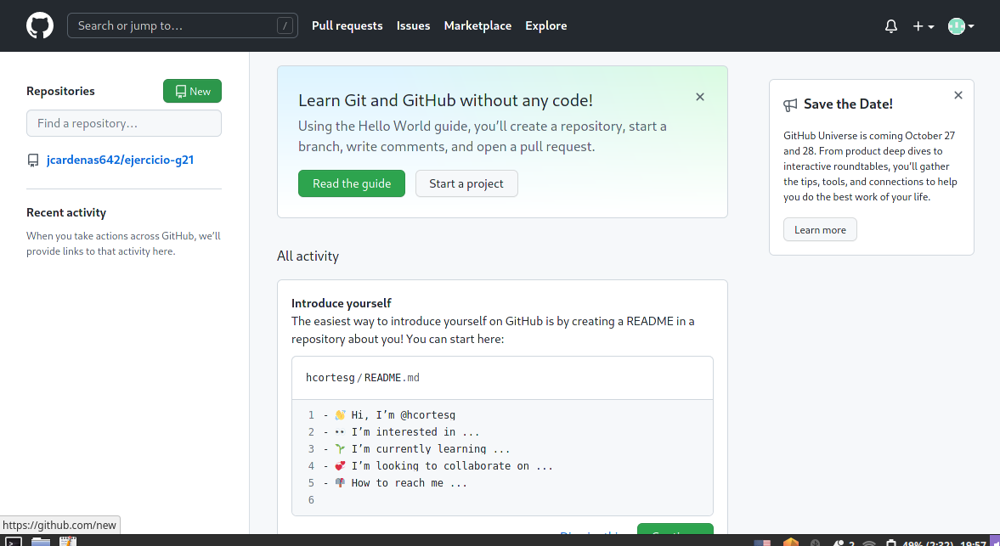 Search or jump to…
/
Pull requests
Issues
Marketplace
Explore
Repositories
New
Find a repository…
jcardenas642/ejercicio-g21
Recent activity
When you take actions across GitHub, we’ll
provide links to that activity here.
Learn Git and GitHub without any code!
Using the Hello World guide, you’ll create a repository, start a
branch, write comments, and open a pull request.
Read the guide
Start a project
All activity
Introduce yourself
The easiest way to introduce yourself on GitHub is by creating a README in a
repository about you! You can start here:
hcortesg/README.md
1 - 👋 Hi, I’m @hcortesg
2 - 👀 I’m interested in ...
3 - 🌱 I’m currently learning ...
4 - 💞️ I’m looking to collaborate on ...
5 - 📫 How to reach me ...
6
Save the Date!
GitHub Universe is coming October 27
and 28. From product deep dives to
interactive roundtables, you’ll gather
the tips, tools, and connections to help
you do the best work of your life.
Learn more
https://github.com/new
2
49% (2:32)
19:57